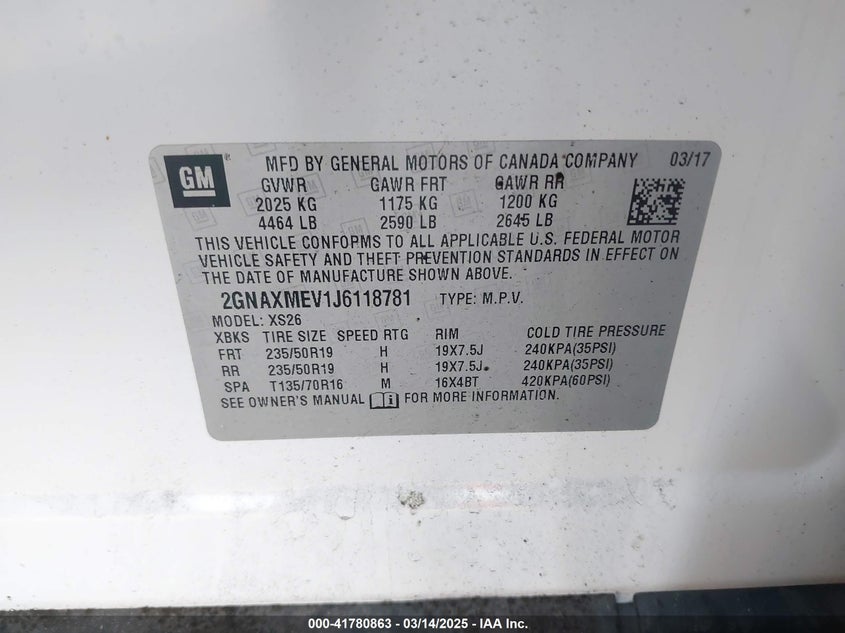 GM ® MFD BY GENERAL MOTORS OF CANADA COMPANY 03/17
GVWR GAWR FRT GAWR RR
2025 KG 1175 KG 1200 KG
4464 LB 2590 LB 2645 LB
THIS VEHICLE CONFORMS TO ALL APPLICABLE U.S. FEDERAL MOTOR
VEHICLE SAFETY AND THEFT PREVENTION STANDARDS IN EFFECT ON
THE DATE OF MANUFACTURE SHOWN ABOVE.
2GNAXMEV1J6118781 TYPE: M.P.V.
MODEL: XS26
XBKS TIRE SIZE SPEED RTG RIM COLD TIRE PRESSURE
FRT 235/50R19 H 19X7.5J 240KPA(35PSI)
RR 235/50R19 H 19X7.5J 240KPA(35PSI)
SPA T135/70R16 M 16X4BT 420KPA(60PSI)
SEE OWNER'S MANUAL i FOR MORE INFORMATION.
000-41780863 - 03/14/2025 - IAA Inc.